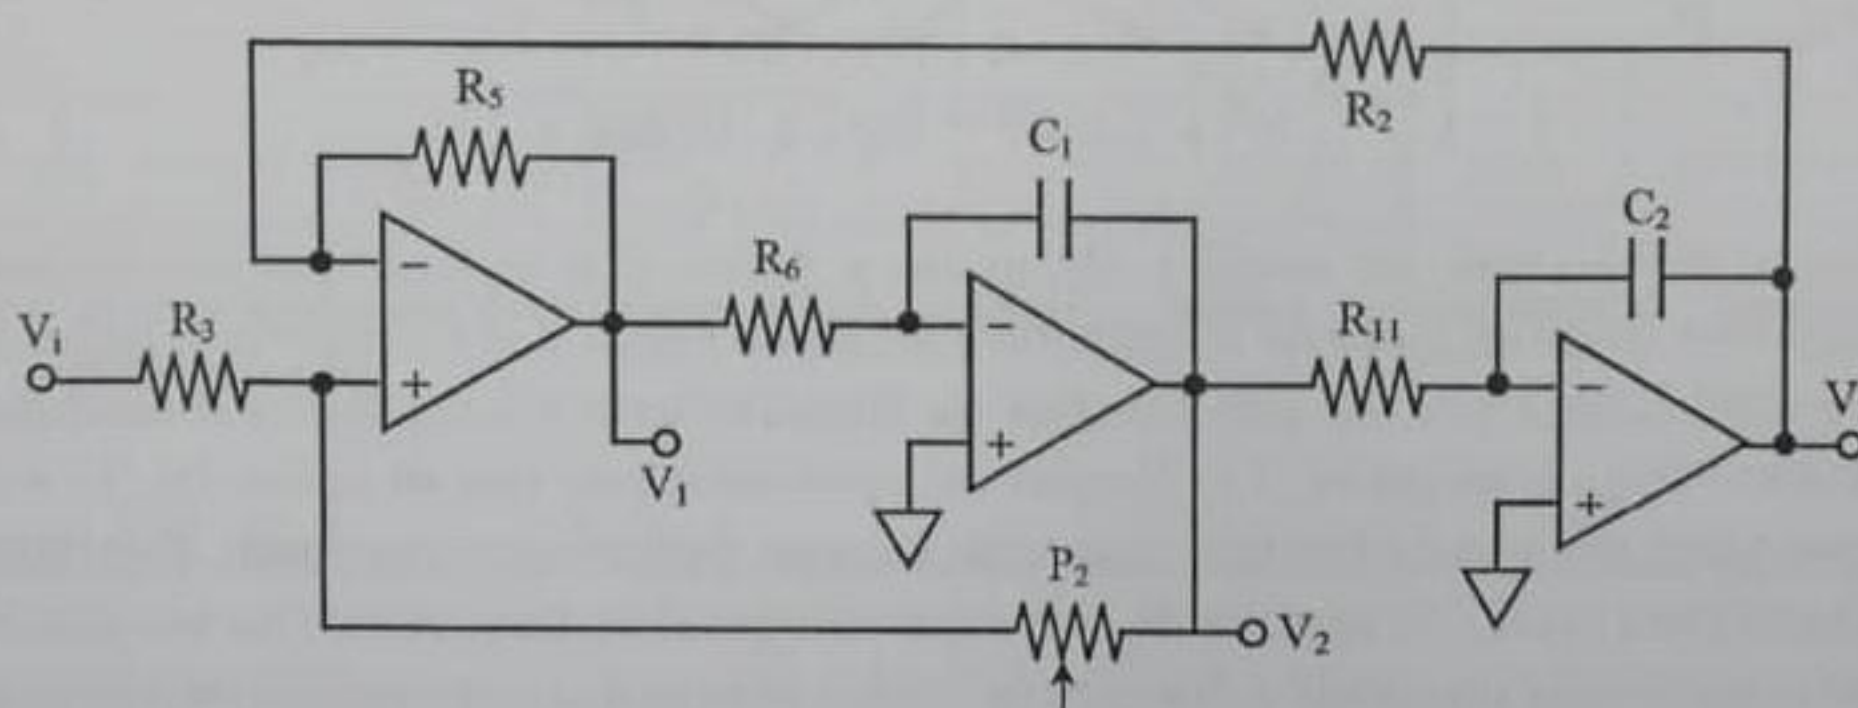 R₅
R₂
C₁
C₂
R₆
R₃
Vᵢ
R₁₁
−
+
−
+
−
+
V
V₁
P₂
V₂